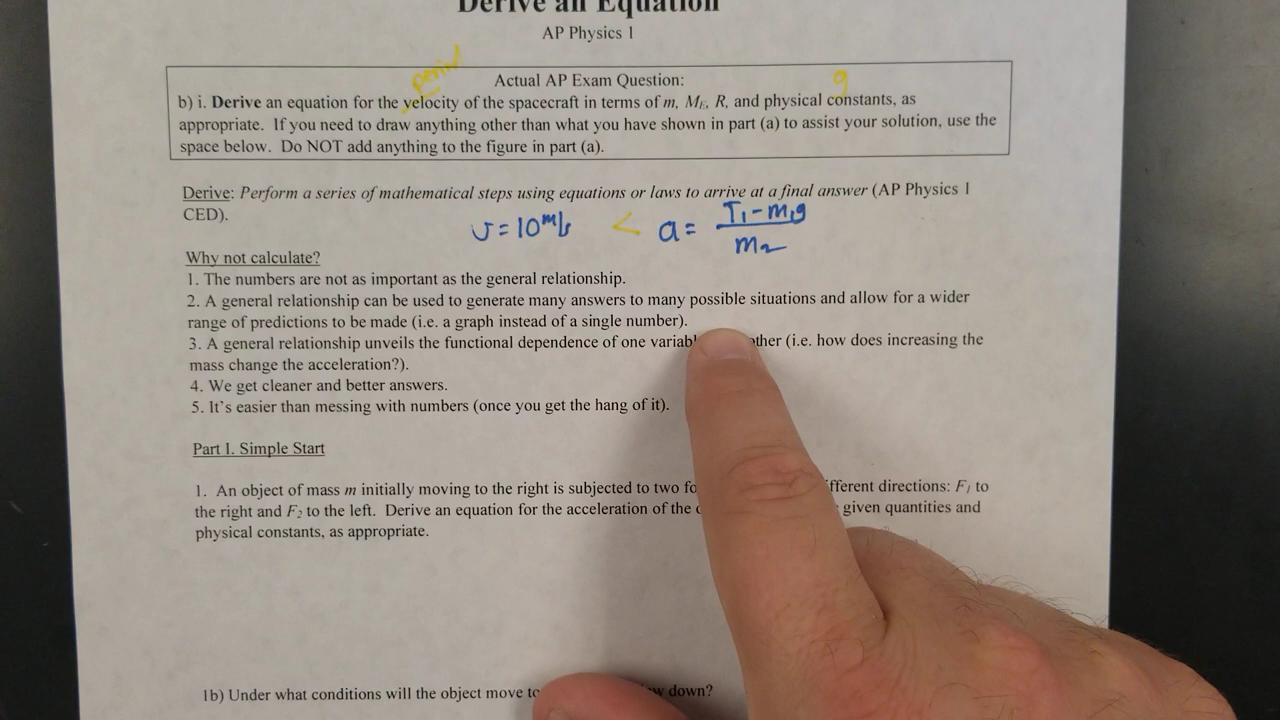 Derive an Equation
AP Physics 1
Actual AP Exam Question:
period
g
b) i. Derive an equation for the velocity of the spacecraft in terms of m, M_E, R, and physical constants, as
appropriate. If you need to draw anything other than what you have shown in part (a) to assist your solution, use the
space below. Do NOT add anything to the figure in part (a).
Derive: Perform a series of mathematical steps using equations or laws to arrive at a final answer (AP Physics 1
CED).
v = 10 m/s < a = (T₁ - m₁g) / m₂
Why not calculate?
1. The numbers are not as important as the general relationship.
2. A general relationship can be used to generate many answers to many possible situations and allow for a wider
range of predictions to be made (i.e. a graph instead of a single number).
3. A general relationship unveils the functional dependence of one (i.e. how does increasing the
mass change the acceleration?).
4. We get cleaner and better answers.
5. It's easier than messing with numbers (once you get the hang of it).
Part I. Simple Start
1. An object of mass m initially moving to the right is subjected to two directions: F₁ to
the right and F₂ to the left. Derive an equation for the acceleration of the given quantities and
physical constants, as appropriate.
1b) Under what conditions will the object move down?